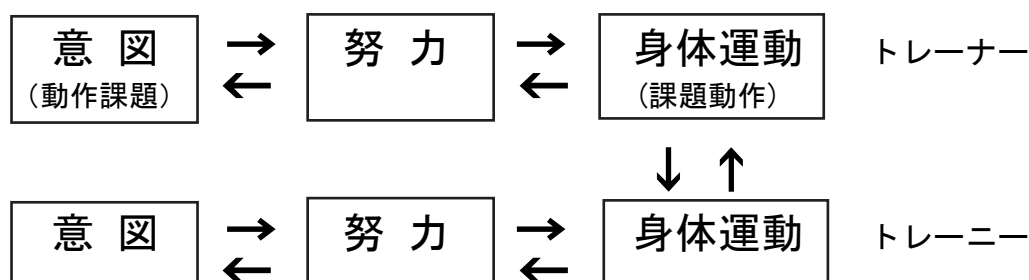 意 図 → 努 力 → 身体運動 トレーナー
(動作課題) ← ← (課題動作)
↓ ↑
意 図 → 努 力 → 身体運動 トレーニー
← ←